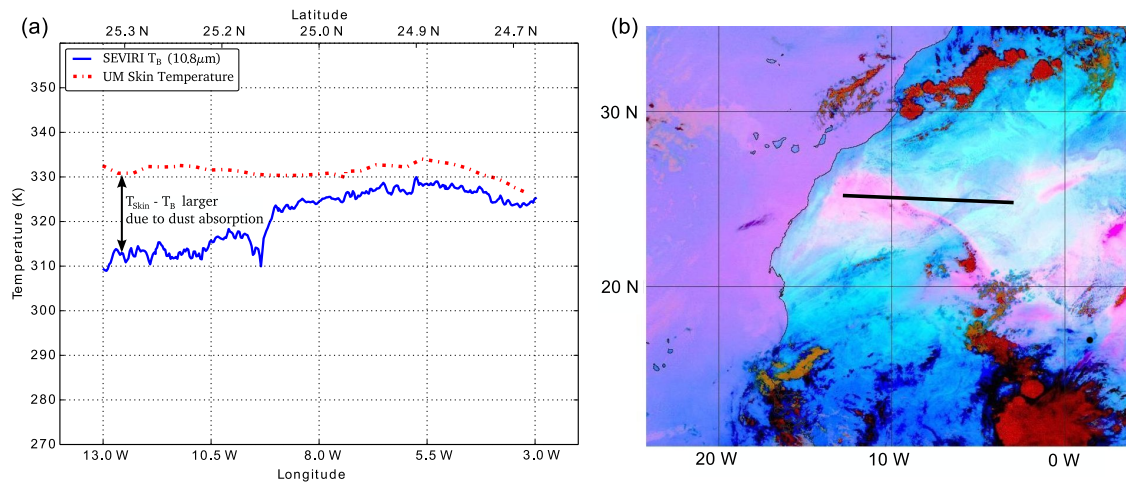 (a)
Latitude
25.3 N 25.2 N 25.0 N 24.9 N 24.7 N
SEVIRI T_B (10.8μm)
UM Skin Temperature
350
340
330
320
310
300
290
280
270
Temperature (K)
T_Skin - T_B larger
due to dust absorption
13.0 W 10.5 W 8.0 W 5.5 W 3.0 W
Longitude
(b)
30 N
20 N
20 W 10 W 0 W